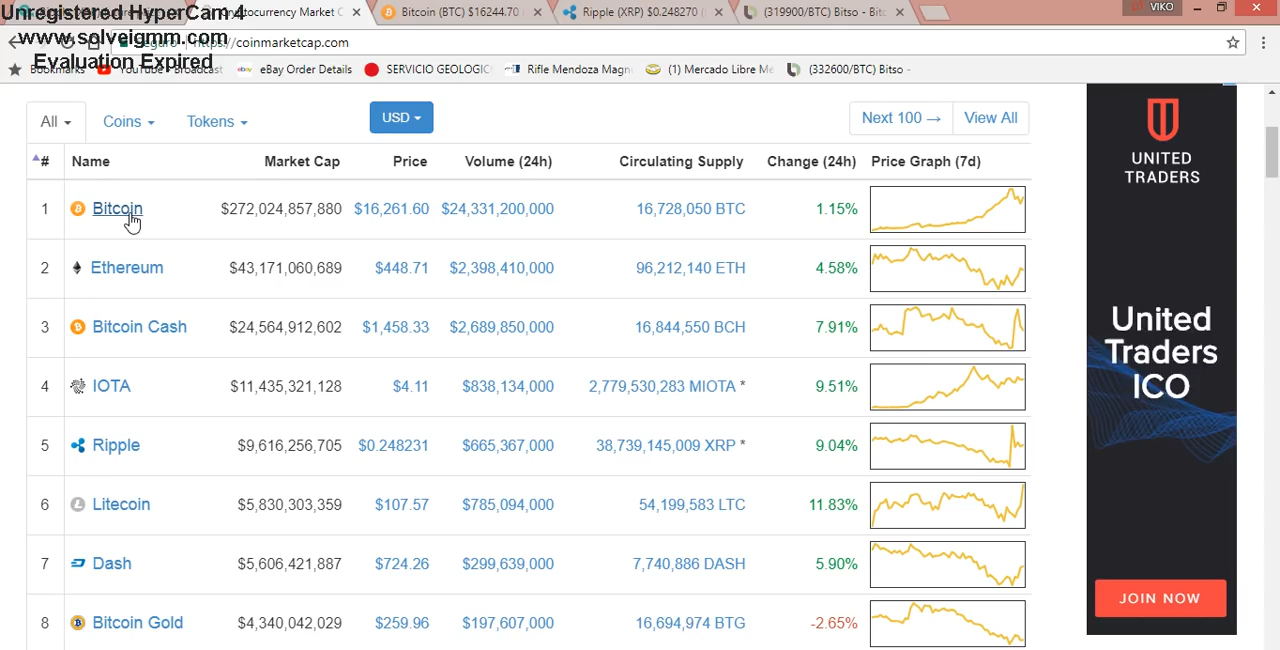 Unregistered HyperCam 4
www.solveigmm.com
Evaluation Expired
Cryptocurrency Market C
Bitcoin (BTC) $16244.70
Ripple (XRP) $0.248270
(319900/BTC) Bitso - Bitc
VIKO
https://coinmarketcap.com
Bookmarks YouTube Broadcast eBay Order Details SERVICIO GEOLOGIC Rifle Mendoza Magn (1) Mercado Libre Me (332600/BTC) Bitso -
All Coins Tokens USD Next 100 → View All
# Name Market Cap Price Volume (24h) Circulating Supply Change (24h) Price Graph (7d)
1 Bitcoin $272,024,857,880 $16,261.60 $24,331,200,000 16,728,050 BTC 1.15%
2 Ethereum $43,171,060,689 $448.71 $2,398,410,000 96,212,140 ETH 4.58%
3 Bitcoin Cash $24,564,912,602 $1,458.33 $2,689,850,000 16,844,550 BCH 7.91%
4 IOTA $11,435,321,128 $4.11 $838,134,000 2,779,530,283 MIOTA * 9.51%
5 Ripple $9,616,256,705 $0.248231 $665,367,000 38,739,145,009 XRP * 9.04%
6 Litecoin $5,830,303,359 $107.57 $785,094,000 54,199,583 LTC 11.83%
7 Dash $5,606,421,887 $724.26 $299,639,000 7,740,886 DASH 5.90%
8 Bitcoin Gold $4,340,042,029 $259.96 $197,607,000 16,694,974 BTG -2.65%
UNITED
TRADERS
United
Traders
ICO
JOIN NOW